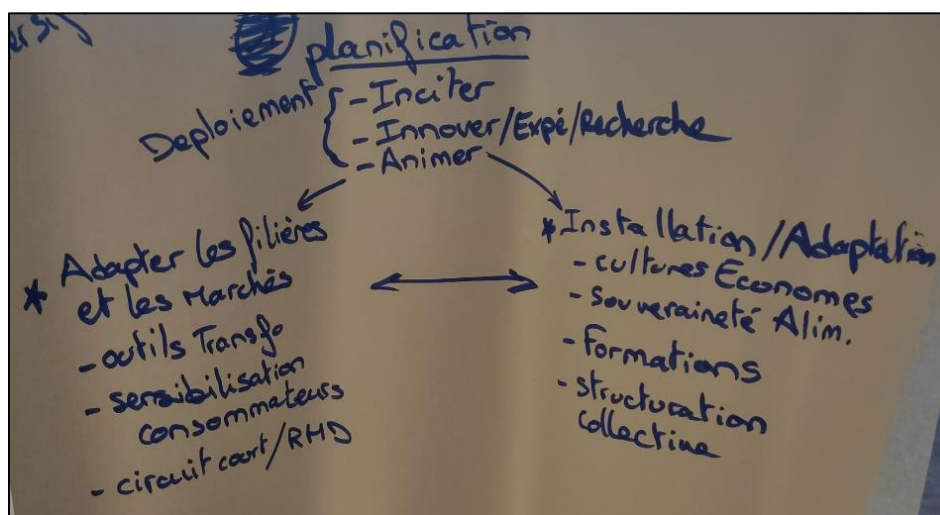 planification
Deploiement
- Inciter
- Innover/Expé/Recherche
- Animer
* Adapter les filières
et les Marchés
- outils Transfo
- sensibilisation
consommateurs
- circuit court/RHD
* Installation/Adaptation
- cultures Économes
- Souveraineté Alim.
- Formations
- structuration
collective